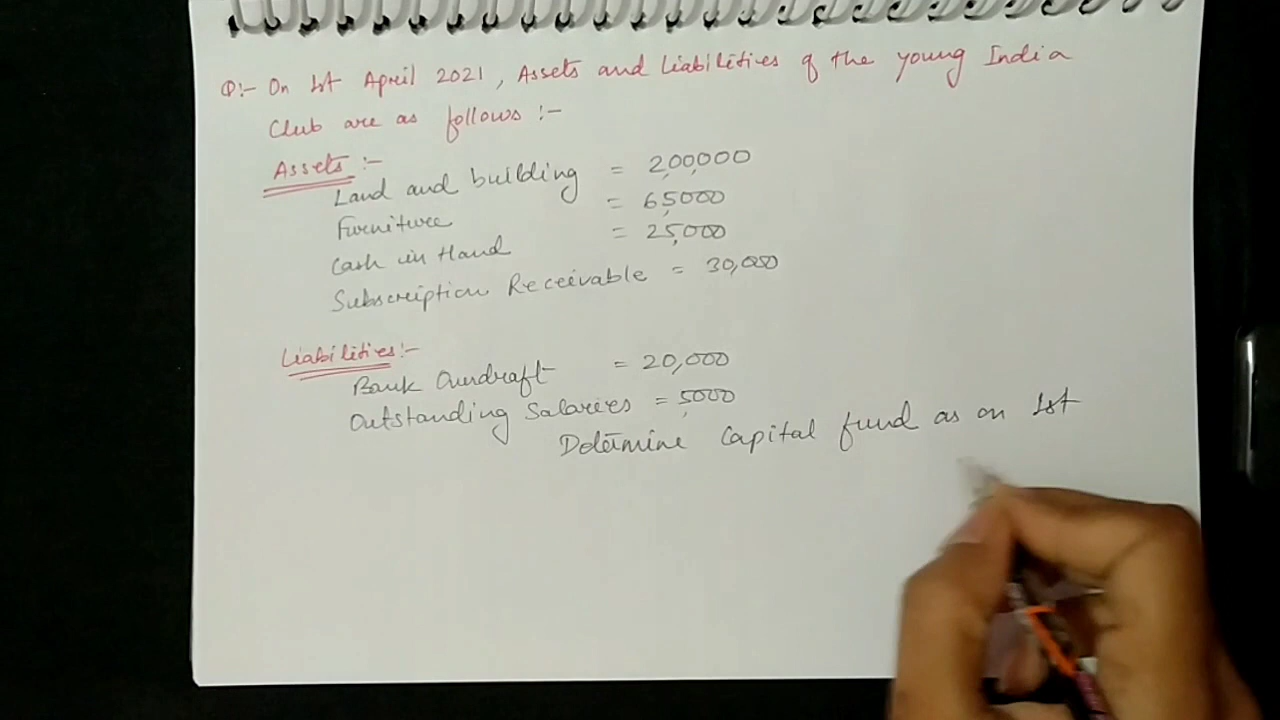 Q:- On 1st April 2021, Assets and Liabilities of the young India
Club are as follows :-
Assets :-
Land and building = 2,00,000
Furniture = 65,000
Cash in Hand = 25,000
Subscription Receivable = 30,000
Liabilities:-
Bank Overdraft = 20,000
Outstanding Salaries = 5,000
Determine Capital fund as on 1st